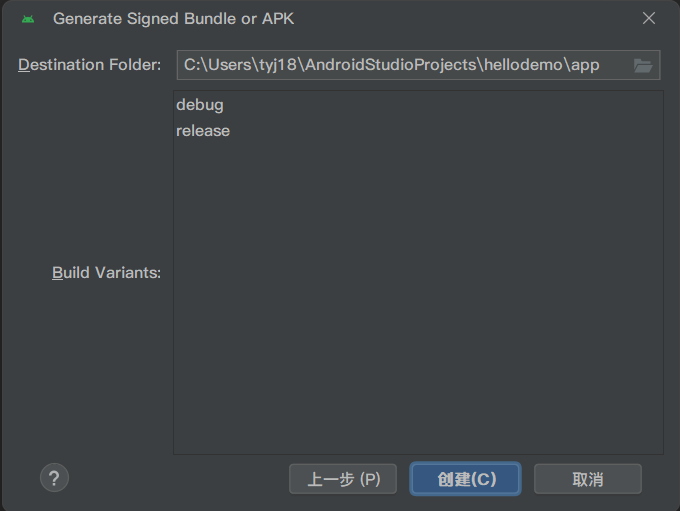 Generate Signed Bundle or APK
Destination Folder: C:\Users\tyj18\AndroidStudioProjects\hellodemo\app
debug
release
Build Variants:
? 上一步 (P) 创建(C) 取消